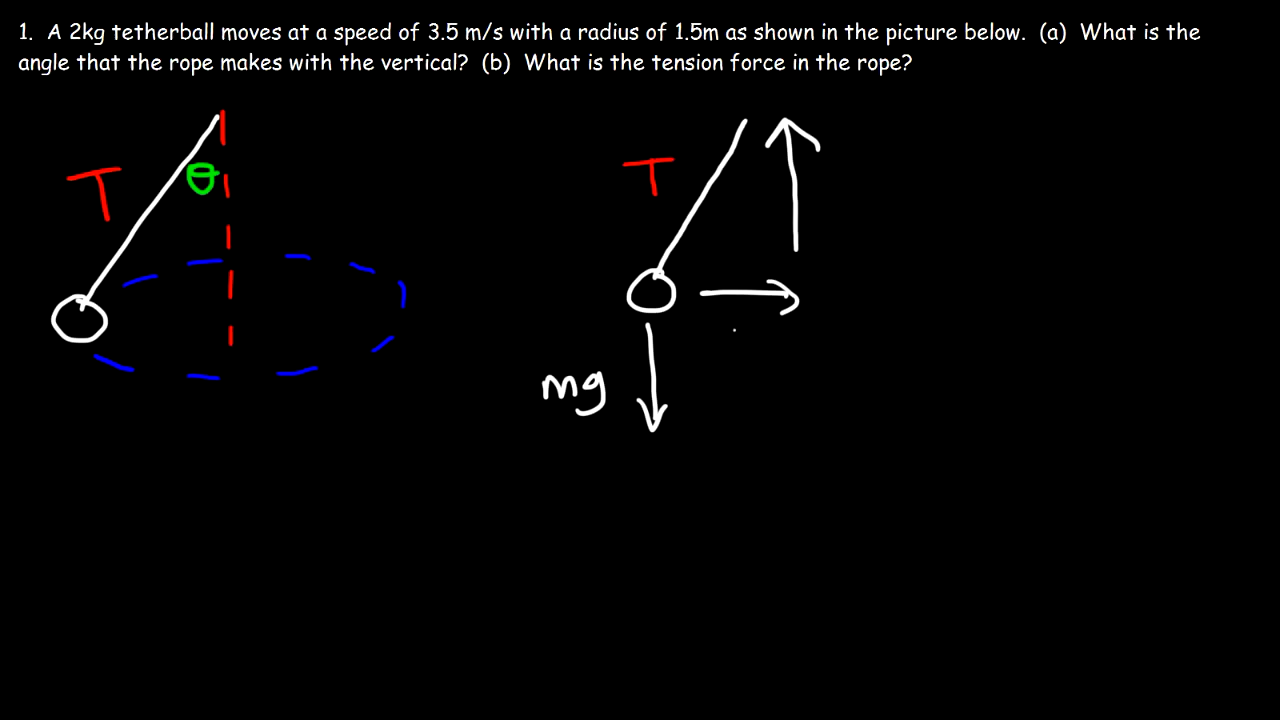 1. A 2kg tetherball moves at a speed of 3.5 m/s with a radius of 1.5m as shown in the picture below. (a) What is the
angle that the rope makes with the vertical? (b) What is the tension force in the rope?
T
θ
T
mg